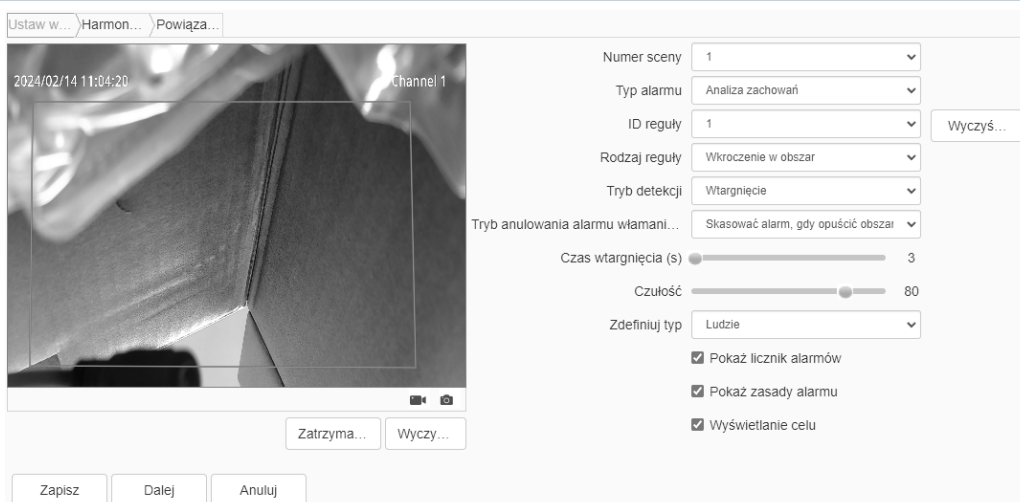 Ustaw w... Harmon... Powiąza...
2024/02/14 11:04:20 Channel 1
Numer sceny 1
Typ alarmu Analiza zachowań
ID reguły 1 Wyczyś...
Rodzaj reguły Wkroczenie w obszar
Tryb detekcji Wtargnięcie
Tryb anulowania alarmu włamani... Skasować alarm, gdy opuścić obszar
Czas wtargnięcia (s) 3
Czułość 80
Zdefiniuj typ Ludzie
Pokaż licznik alarmów
Pokaż zasady alarmu
Wyświetlanie celu
Zatrzyma... Wyczy...
Zapisz Dalej Anuluj